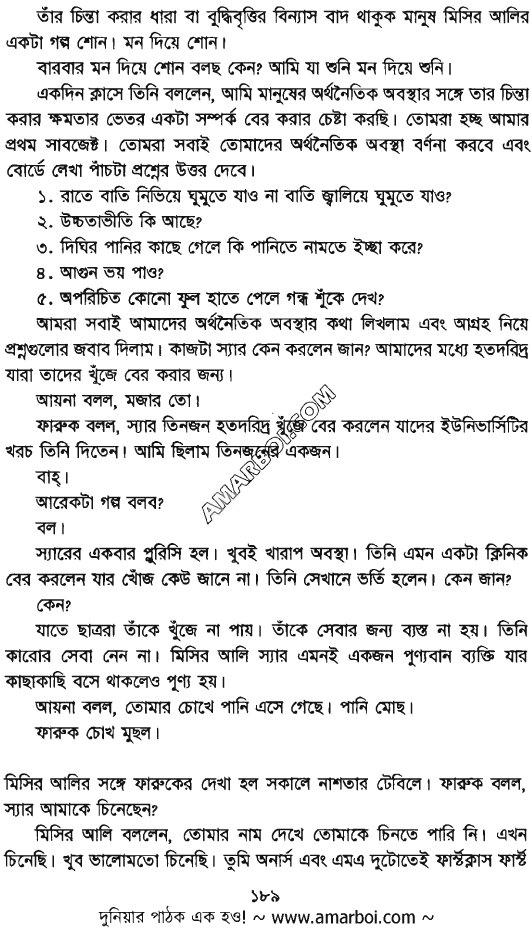 তাঁর চিন্তা করার ধারা বা বুদ্ধিবৃত্তির বিন্যাস বাদ থাকুক মানুষ মিসির আলির
একটা গল্প শোন। মন দিয়ে শোন।
বারবার মন দিয়ে শোন বলছ কেন? আমি যা শুনি মন দিয়ে শুনি।
একদিন ক্লাসে তিনি বললেন, আমি মানুষের অর্থনৈতিক অবস্থার সঙ্গে তার চিন্তা
করার ক্ষমতার ভেতর একটা সম্পর্ক বের করার চেষ্টা করছি। তোমরা হচ্ছ আমার
প্রথম সাবজেক্ট। তোমরা সবাই তোমাদের অর্থনৈতিক অবস্থা বর্ণনা করবে এবং
বোর্ডে লেখা পাঁচটা প্রশ্নের উত্তর দেবে।
১. রাতে বাতি নিভিয়ে ঘুমুতে যাও না বাতি জ্বালিয়ে ঘুমুতে যাও?
২. উচ্চতাভীতি কি আছে?
৩. দিঘির পানির কাছে গেলে কি পানিতে নামতে ইচ্ছা করে?
৪. আগুন ভয় পাও?
৫. অপরিচিত কোনো ফুল হাতে পেলে গন্ধ শুঁকে দেখ?
আমরা সবাই আমাদের অর্থনৈতিক অবস্থার কথা লিখলাম এবং আগ্রহ নিয়ে
প্রশ্নগুলোর জবাব দিলাম। কাজটা স্যার কেন করলেন জান? আমাদের মধ্যে হতদরিদ্র
যারা তাদের খুঁজে বের করার জন্য।
আয়না বলল, মজার তো।
ফারুক বলল, স্যার তিনজন হতদরিদ্র খুঁজে বের করলেন যাদের ইউনিভার্সিটির
খরচ তিনি দিতেন। আমি ছিলাম তিনজনের একজন।
বাহ্।
আরেকটা গল্প বলব?
বল।
স্যারের একবার প্লুরিসি হল। খুবই খারাপ অবস্থা। তিনি এমন একটা ক্লিনিক
বের করলেন যার খোঁজ কেউ জানে না। তিনি সেখানে ভর্তি হলেন। কেন জান?
কেন?
যাতে ছাত্ররা তাঁকে খুঁজে না পায়। তাঁকে সেবার জন্য ব্যস্ত না হয়। তিনি
কারোর সেবা নেন না। মিসির আলি স্যার এমনই একজন পুণ্যবান ব্যক্তি যার
কাছাকাছি বসে থাকলেও পুণ্য হয়।
আয়না বলল, তোমার চোখে পানি এসে গেছে। পানি মোছ।
ফারুক চোখ মুছল।
মিসির আলির সঙ্গে ফারুকের দেখা হল সকালে নাশতার টেবিলে। ফারুক বলল,
স্যার আমাকে চিনেছেন?
মিসির আলি বললেন, তোমার নাম দেখে তোমাকে চিনতে পারি নি। এখন
চিনেছি। খুব ভালোমতো চিনেছি। তুমি অনার্স এবং এমএ দুটোতেই ফার্স্টক্লাস ফার্স্ট
১৮৯
দুনিয়ার পাঠক এক হও! ~ www.amarboi.com ~
AMARBOI.COM